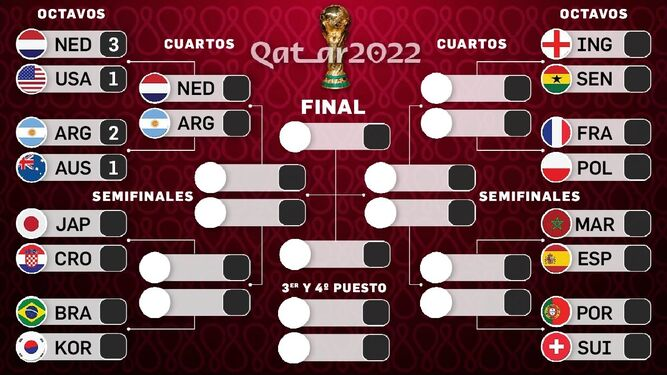 OCTAVOS
NED 3
USA 1
ARG 2
AUS 1
JAP
CRO
BRA
KOR
CUARTOS
NED
ARG
SEMIFINALES
Qatar2022
FINAL
3ER Y 4º PUESTO
CUARTOS
SEMIFINALES
OCTAVOS
ING
SEN
FRA
POL
MAR
ESP
POR
SUI